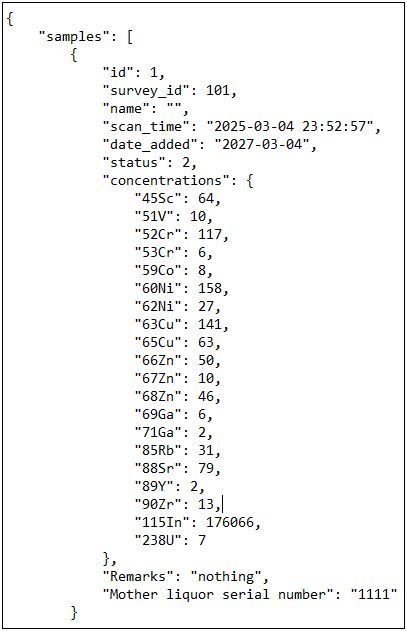 {
    "samples": [
        {
            "id": 1,
            "survey_id": 101,
            "name": "",
            "scan_time": "2025-03-04 23:52:57",
            "date_added": "2027-03-04",
            "status": 2,
            "concentrations": {
                "45Sc": 64,
                "51V": 10,
                "52Cr": 117,
                "53Cr": 6,
                "59Co": 8,
                "60Ni": 158,
                "62Ni": 27,
                "63Cu": 141,
                "65Cu": 63,
                "66Zn": 50,
                "67Zn": 10,
                "68Zn": 46,
                "69Ga": 6,
                "71Ga": 2,
                "85Rb": 31,
                "88Sr": 79,
                "89Y": 2,
                "90Zr": 13,
                "115In": 176066,
                "238U": 7
            },
            "Remarks": "nothing",
            "Mother liquor serial number": "1111"
        }